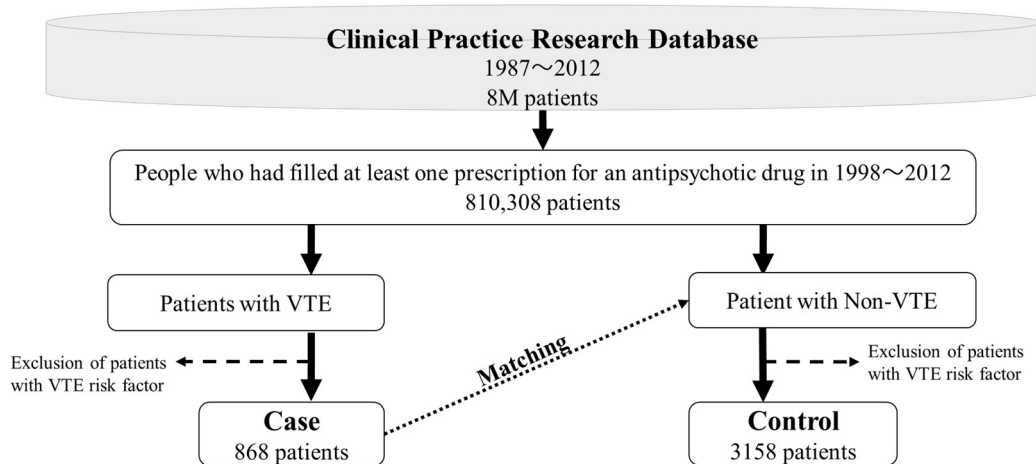 Clinical Practice Research Database
1987～2012
8M patients
People who had filled at least one prescription for an antipsychotic drug in 1998～2012
810,308 patients
Patients with VTE
Patient with Non-VTE
Exclusion of patients
with VTE risk factor
Matching
Exclusion of patients
with VTE risk factor
Case
868 patients
Control
3158 patients